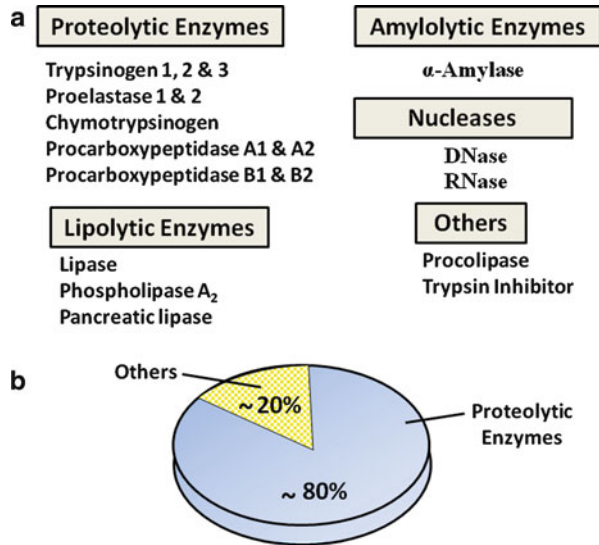 a
Proteolytic Enzymes
Trypsinogen 1, 2 & 3
Proelastase 1 & 2
Chymotrypsinogen
Procarboxypeptidase A1 & A2
Procarboxypeptidase B1 & B2
Lipolytic Enzymes
Lipase
Phospholipase A₂
Pancreatic lipase
Amylolytic Enzymes
α-Amylase
Nucleases
DNase
RNase
Others
Procolipase
Trypsin Inhibitor
b
Others
~ 20%
Proteolytic
Enzymes
~ 80%